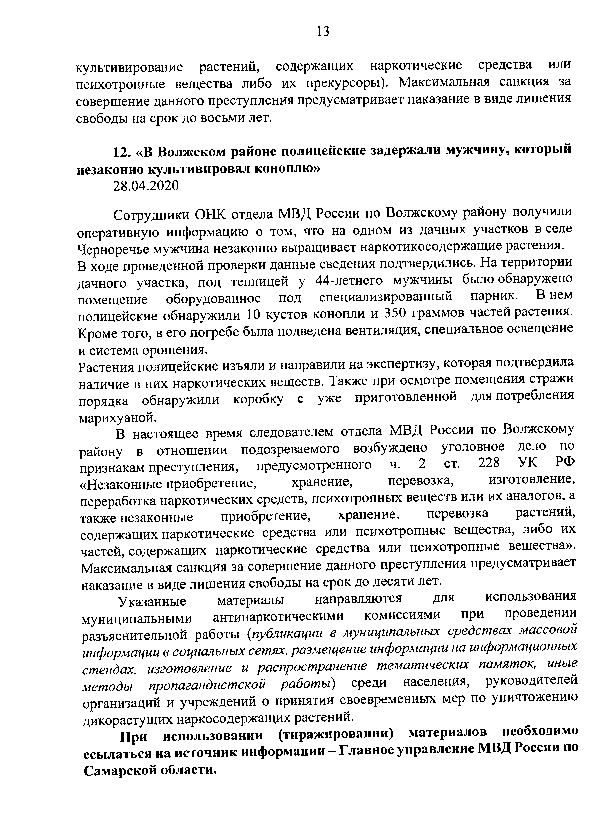 13
культивирование растений, содержащих наркотические средства или
психотропные вещества либо их прекурсоры). Максимальная санкция за
совершение данного преступления предусматривает наказание в виде лишения
свободы на срок до восьми лет.
12. «В Волжском районе полицейские задержали мужчину, который
незаконно культивировал коноплю»
28.04.2020
Сотрудники ОНК отдела МВД России по Волжскому району получили
оперативную информацию о том, что на одном из дачных участков в селе
Черноречье мужчина незаконно выращивает наркотикосодержащие растения.
В ходе проведенной проверки данные сведения подтвердились. На территории
дачного участка, под теплицей у 44-летнего мужчины было обнаружено
помещение оборудованное под специализированный парник. В нем
полицейские обнаружили 10 кустов конопли и 350 граммов частей растения.
Кроме того, в его погребе была подведена вентиляция, специальное освещение
и система орошения.
Растения полицейские изъяли и направили на экспертизу, которая подтвердила
наличие в них наркотических веществ. Также при осмотре помещения стражи
порядка обнаружили коробку с уже приготовленной для потребления
марихуаной.
В настоящее время следователем отдела МВД России по Волжскому
району в отношении подозреваемого возбуждено уголовное дело по
признакам преступления, предусмотренного ч. 2 ст. 228 УК РФ
«Незаконные приобретение, хранение, перевозка, изготовление,
переработка наркотических средств, психотропных веществ или их аналогов, а
также незаконные приобретение, хранение, перевозка растений,
содержащих наркотические средства или психотропные вещества, либо их
частей, содержащих наркотические средства или психотропные вещества».
Максимальная санкция за совершение данного преступления предусматривает
наказание в виде лишения свободы на срок до десяти лет.
Указанные материалы направляются для использования
муниципальными антинаркотическими комиссиями при проведении
разъяснительной работы (публикации в муниципальных средствах массовой
информации в социальных сетях, размещение информации на информационных
стендах, изготовление и распространение тематических памяток, иные
методы пропагандистской работы) среди населения, руководителей
организаций и учреждений о принятии своевременных мер по уничтожению
дикорастущих наркосодержащих растений.
При использовании (тиражировании) материалов необходимо
ссылаться на источник информации – Главное управление МВД России по
Самарской области.